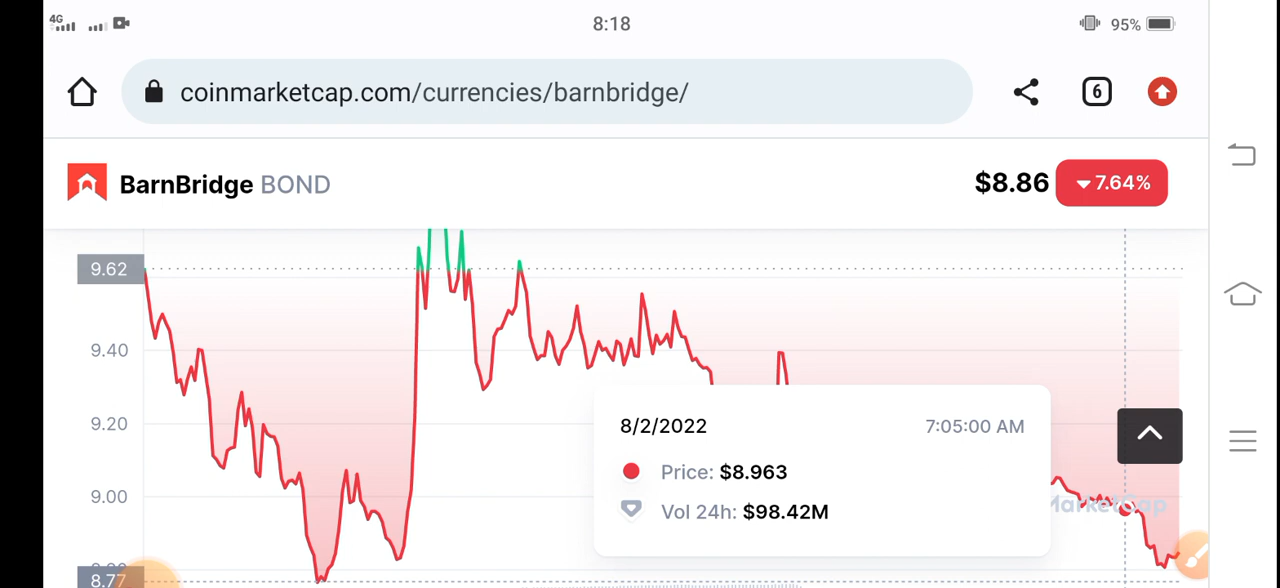 4G 8:18 95%
coinmarketcap.com/currencies/barnbridge/ 6
BarnBridge BOND $8.86 7.64%
9.62
9.40
8/2/2022 7:05:00 AM
9.20
Price: $8.963
9.00
Vol 24h: $98.42M
MarketCap
8.77